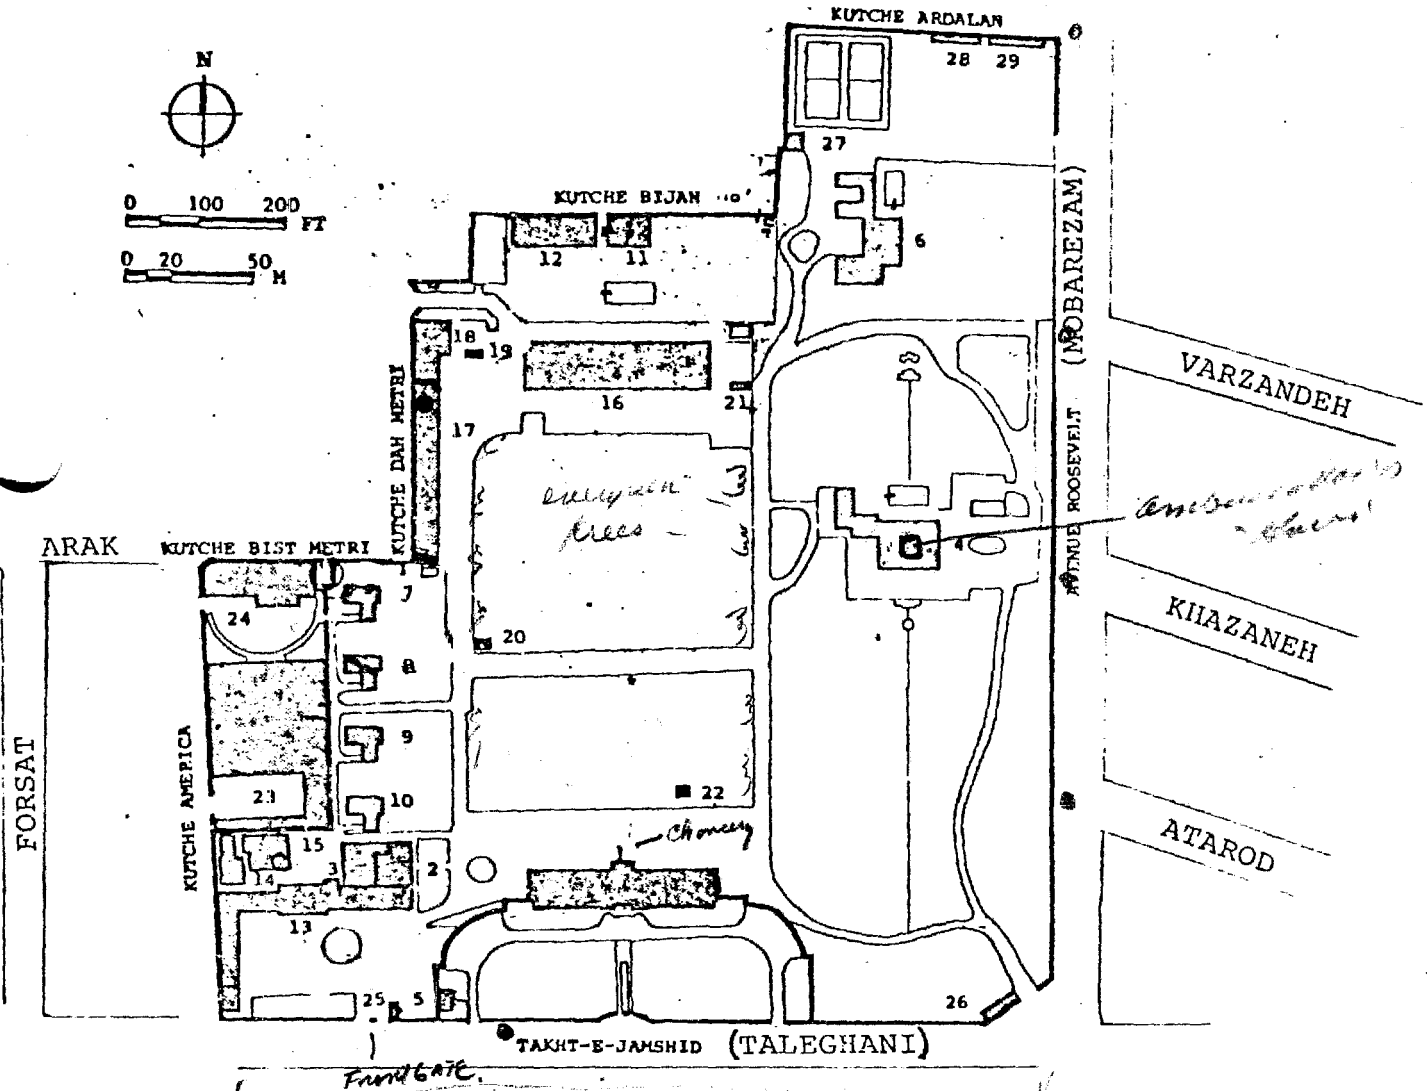 KUTCHE ARDALAN
28 29
N
27
0 100 200
FT
KUTCHE BIJAN
(MOBAREZAM)
6
12 11
0 20 50
M
18
19
VARZANDEH
16
21
17
KUTCHE DAH METRI
AVENUE ROOSEVELT
evergreen
trees
ARAK
KUTCHE BIST METRI
4
7
KHAZANEH
24
20
8
KUTCHE AMERICA
FORSAT
9
23
10
22
Chancery
ATAROD
15
3
2
14
13
25
5
26
TAKHT-E-JAMSHID (TALEGHANI)
Front GATE.